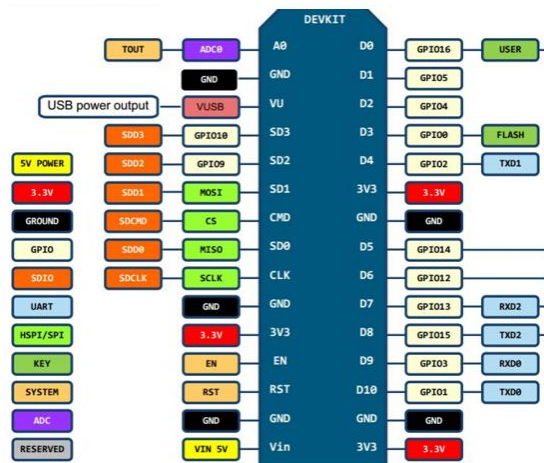 DEVKIT
TOUT ADC0 A0 D0 GPIO16 USER
GND GND D1 GPIO5
USB power output VUSB VU D2 GPIO4
SDD3 GPIO10 SD3 D3 GPIO0 FLASH
5V POWER SDD2 GPIO9 SD2 D4 GPIO2 TXD1
3.3V SDD1 MOSI SD1 3V3 3.3V
GROUND SDCMD CS CMD GND GND
GPIO SDD0 MISO SD0 D5 GPIO14
SDIO SDCLK SCLK CLK D6 GPIO12
UART GND GND D7 GPIO13 RXD2
HSPI/SPI 3.3V 3V3 D8 GPIO15 TXD2
KEY EN EN D9 GPIO3 RXD0
SYSTEM RST RST D10 GPIO1 TXD0
ADC GND GND GND GND
RESERVED VIN 5V Vin 3V3 3.3V